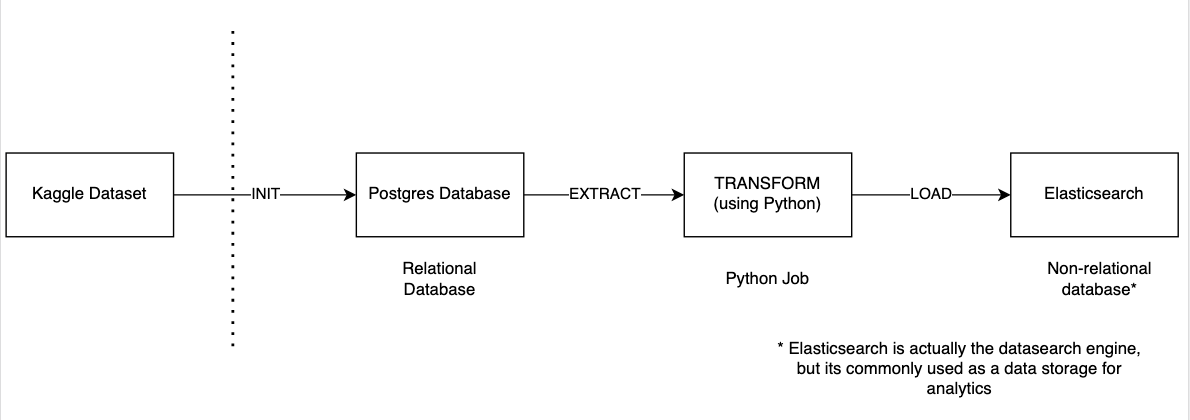 Kaggle Dataset
INIT
Postgres Database
EXTRACT
TRANSFORM
(using Python)
LOAD
Elasticsearch
Relational
Database
Python Job
Non-relational
database*
* Elasticsearch is actually the datasearch engine,
but its commonly used as a data storage for
analytics